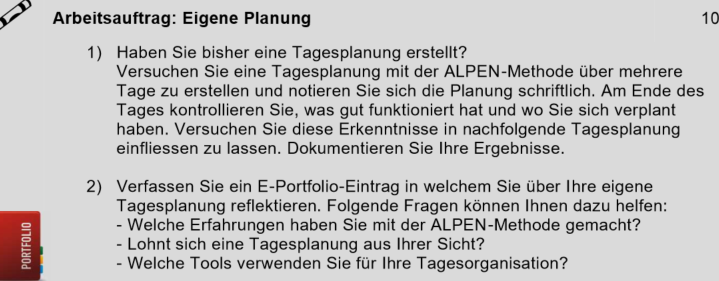 Arbeitsauftrag: Eigene Planung 10
1) Haben Sie bisher eine Tagesplanung erstellt?
Versuchen Sie eine Tagesplanung mit der ALPEN-Methode über mehrere
Tage zu erstellen und notieren Sie sich die Planung schriftlich. Am Ende des
Tages kontrollieren Sie, was gut funktioniert hat und wo Sie sich verplant
haben. Versuchen Sie diese Erkenntnisse in nachfolgende Tagesplanung
einfliessen zu lassen. Dokumentieren Sie Ihre Ergebnisse.
2) Verfassen Sie ein E-Portfolio-Eintrag in welchem Sie über Ihre eigene
Tagesplanung reflektieren. Folgende Fragen können Ihnen dazu helfen:
- Welche Erfahrungen haben Sie mit der ALPEN-Methode gemacht?
- Lohnt sich eine Tagesplanung aus Ihrer Sicht?
- Welche Tools verwenden Sie für Ihre Tagesorganisation?
PORTFOLIO